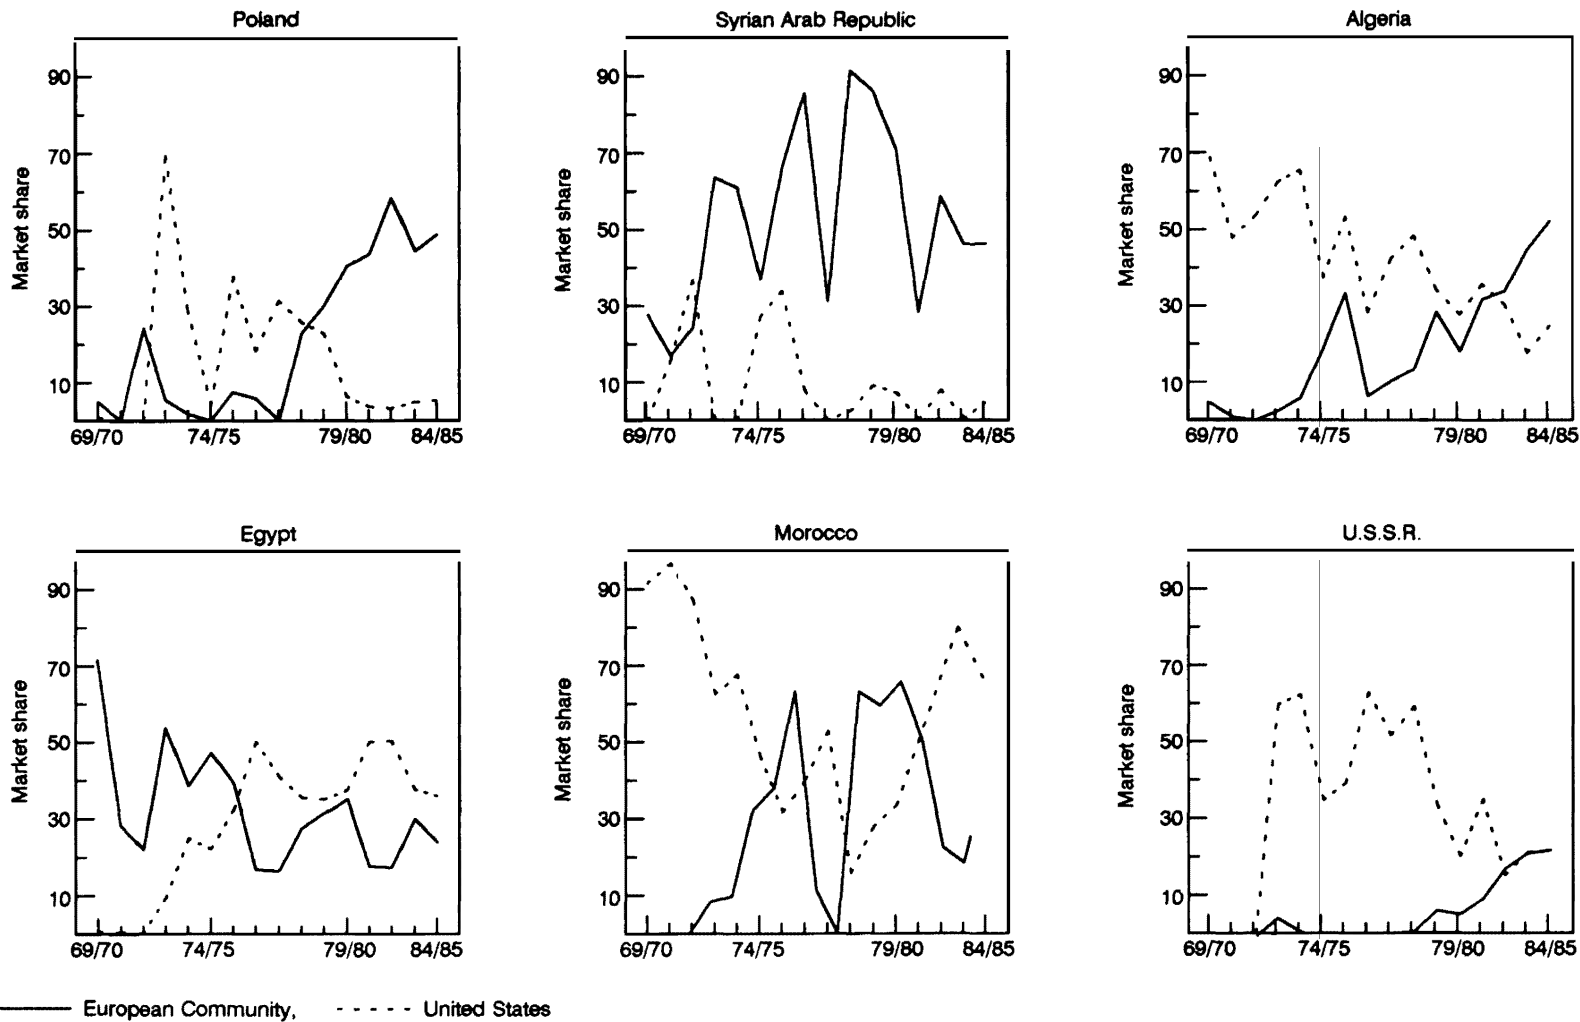 Poland
Syrian Arab Republic
Algeria
90
70
50
30
10
Market share
69/70 74/75 79/80 84/85
90
70
50
30
10
Market share
69/70 74/75 79/80 84/85
90
70
50
30
10
Market share
69/70 74/75 79/80 84/85
Egypt
Morocco
U.S.S.R.
90
70
50
30
10
Market share
69/70 74/75 79/80 84/85
90
70
50
30
10
Market share
69/70 74/75 79/80 84/85
90
70
50
30
10
Market share
69/70 74/75 79/80 84/85
European Community, United States